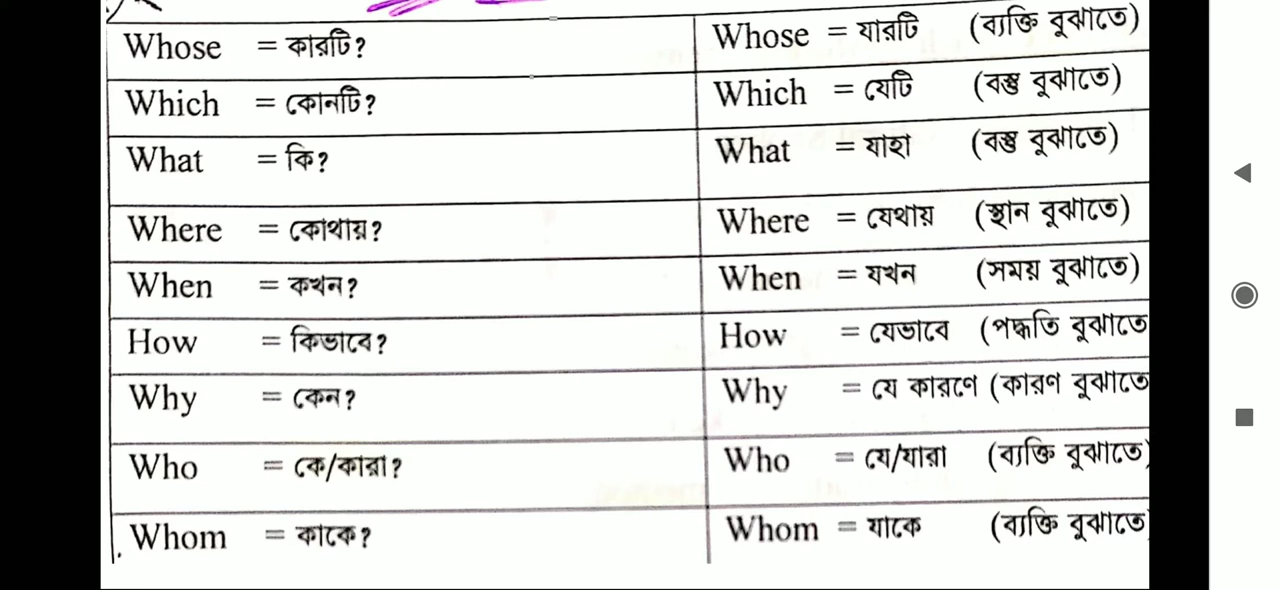 Whose = কারটি? Whose = যারটি (ব্যক্তি বুঝাতে)
Which = কোনটি? Which = যেটি (বস্তু বুঝাতে)
What = কি? What = যাহা (বস্তু বুঝাতে)
Where = কোথায়? Where = যেথায় (স্থান বুঝাতে)
When = কখন? When = যখন (সময় বুঝাতে)
How = কিভাবে? How = যেভাবে (পদ্ধতি বুঝাতে
Why = কেন? Why = যে কারণে (কারণ বুঝাতে
Who = কে/কারা? Who = যে/যারা (ব্যক্তি বুঝাতে)
Whom = কাকে? Whom = যাকে (ব্যক্তি বুঝাতে)